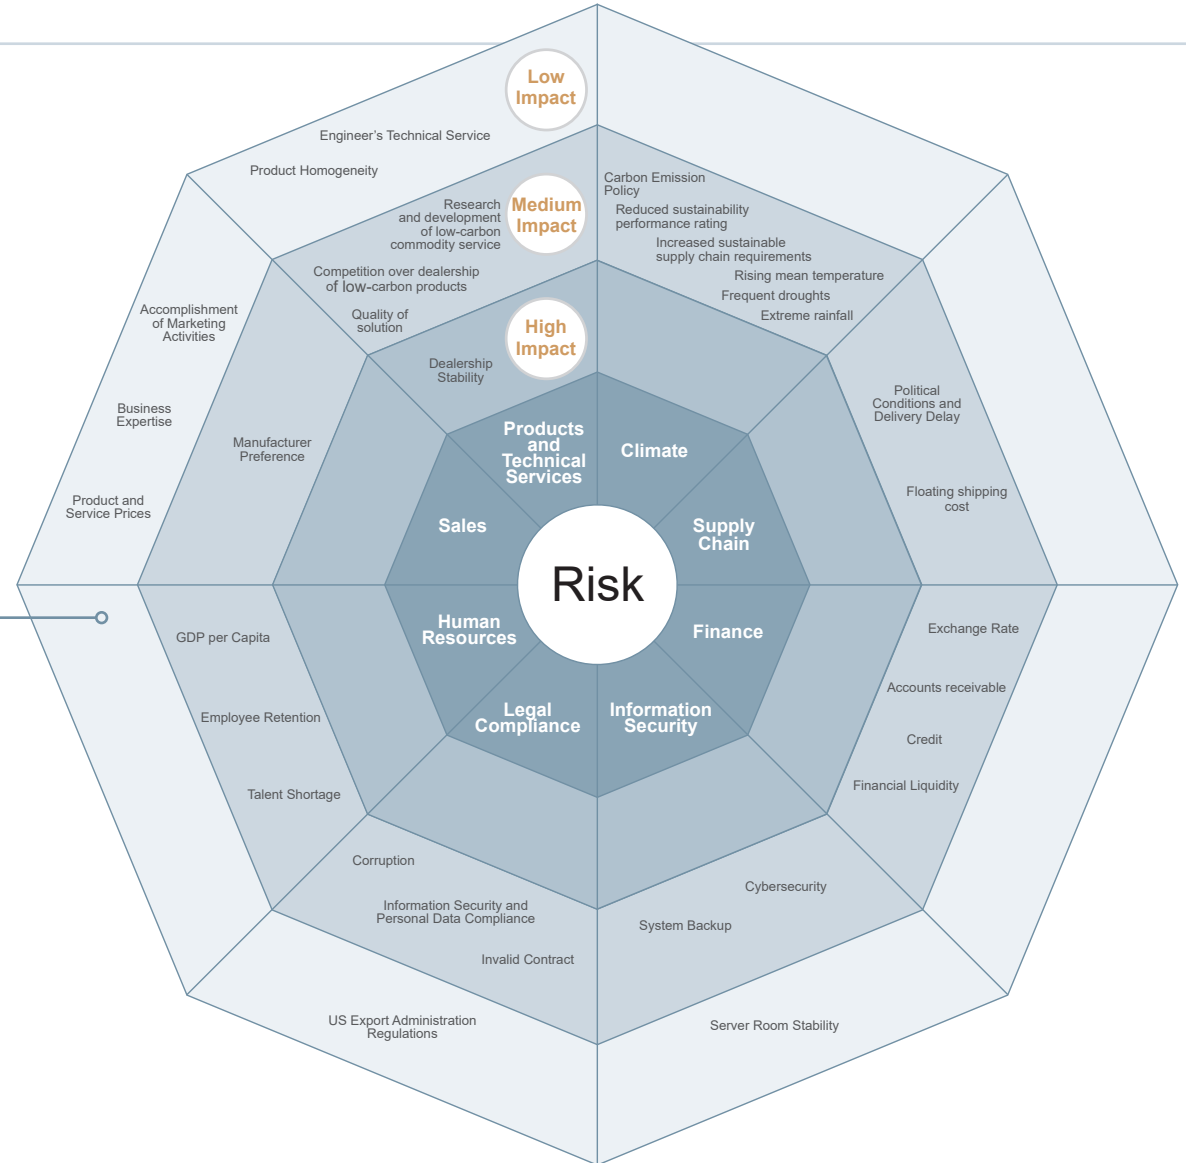 Low
Impact
Engineer's Technical Service
Product Homogeneity
Medium
Impact
Research
and development
of low-carbon
commodity service
Competition over dealership
of low-carbon products
Quality of
solution
High
Impact
Dealership
Stability
Products
and
Technical
Services
Carbon Emission
Policy
Reduced sustainability
performance rating
Increased sustainable
supply chain requirements
Rising mean temperature
Frequent droughts
Extreme rainfall
Climate
Political
Conditions and
Delivery Delay
Floating shipping
cost
Supply
Chain
Accomplishment
of Marketing
Activities
Business
Expertise
Product and
Service Prices
Manufacturer
Preference
Sales
Risk
Human
Resources
GDP per Capita
Employee Retention
Talent Shortage
Finance
Exchange Rate
Accounts receivable
Credit
Financial Liquidity
Legal
Compliance
Corruption
Information Security and
Personal Data Compliance
Invalid Contract
US Export Administration
Regulations
Information
Security
Cybersecurity
System Backup
Server Room Stability